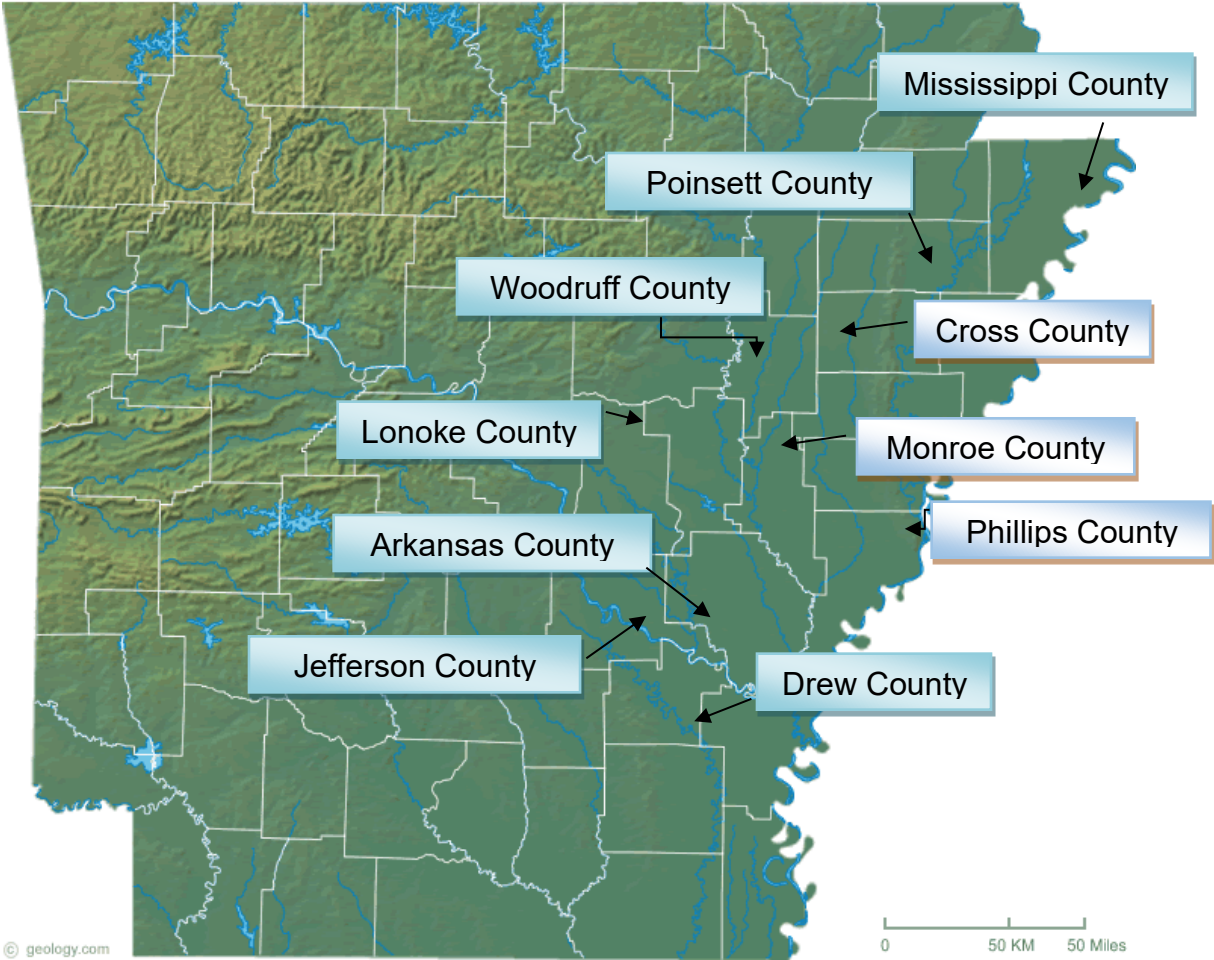 Mississippi County
Poinsett County
Woodruff County
Cross County
Lonoke County
Monroe County
Phillips County
Arkansas County
Jefferson County
Drew County
0 50 KM 50 Miles
© geology.com